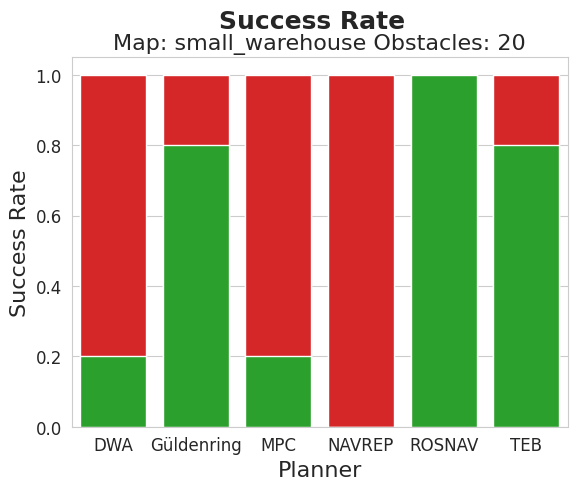 Success Rate
Map: small_warehouse Obstacles: 20
Success Rate
1.0
0.8
0.6
0.4
0.2
0.0
DWA Güldenring MPC NAVREP ROSNAV TEB
Planner